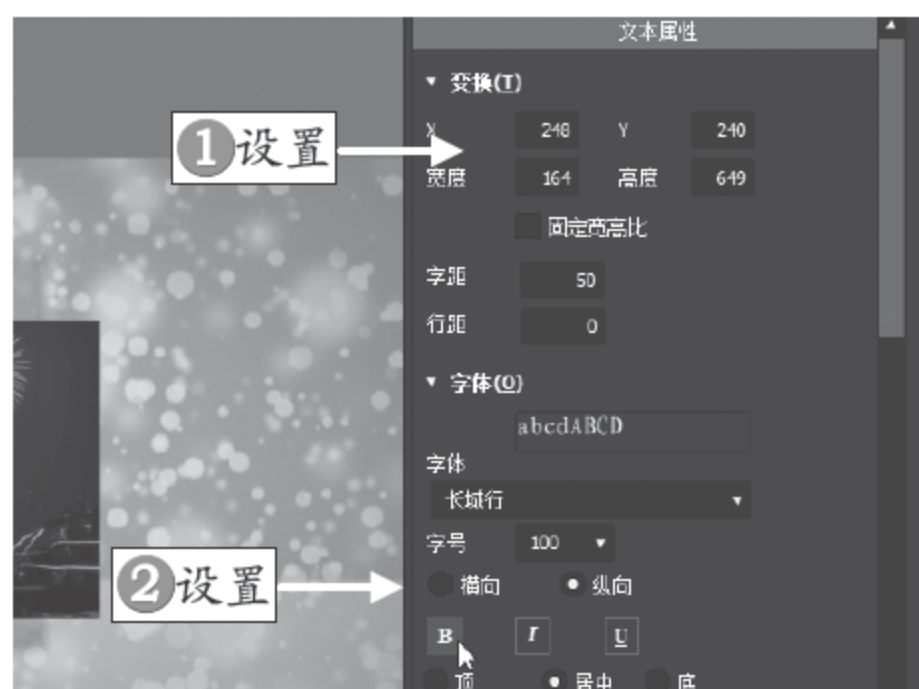 文本属性
变换(T)
X 248 Y 240
1 设置
宽度 164 高度 649
固定宽高比
字距 50
行距 0
字体(O)
abcdABCD
字体
长城行
字号 100
横向 纵向
2 设置
B I U
顶 居中 底